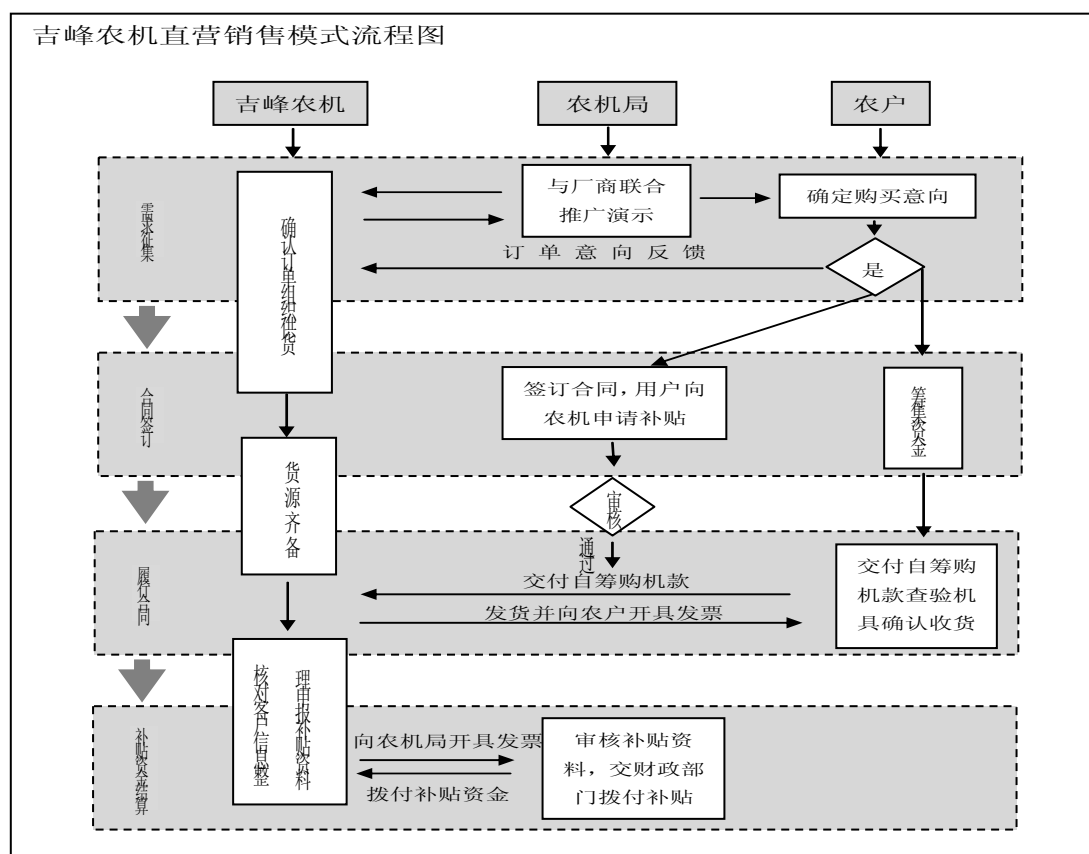 吉峰农机直营销售模式流程图
吉峰农机
农机局
农户
需求征集
确认订单组织供货
与厂商联合
推广演示
确定购买意向
订单意向反馈
是
合同签订
签订合同，用户向
农机申请补贴
筹集资金
货源齐备
审核
通过
履行合同
交付自筹购机款
发货并向农户开具发票
交付自筹购
机款查验机
具确认收货
核对客户信息整
理申报补贴资料
补贴资金结算
向农机局开具发票
拨付补贴资金
审核补贴资
料，交财政部
门拨付补贴